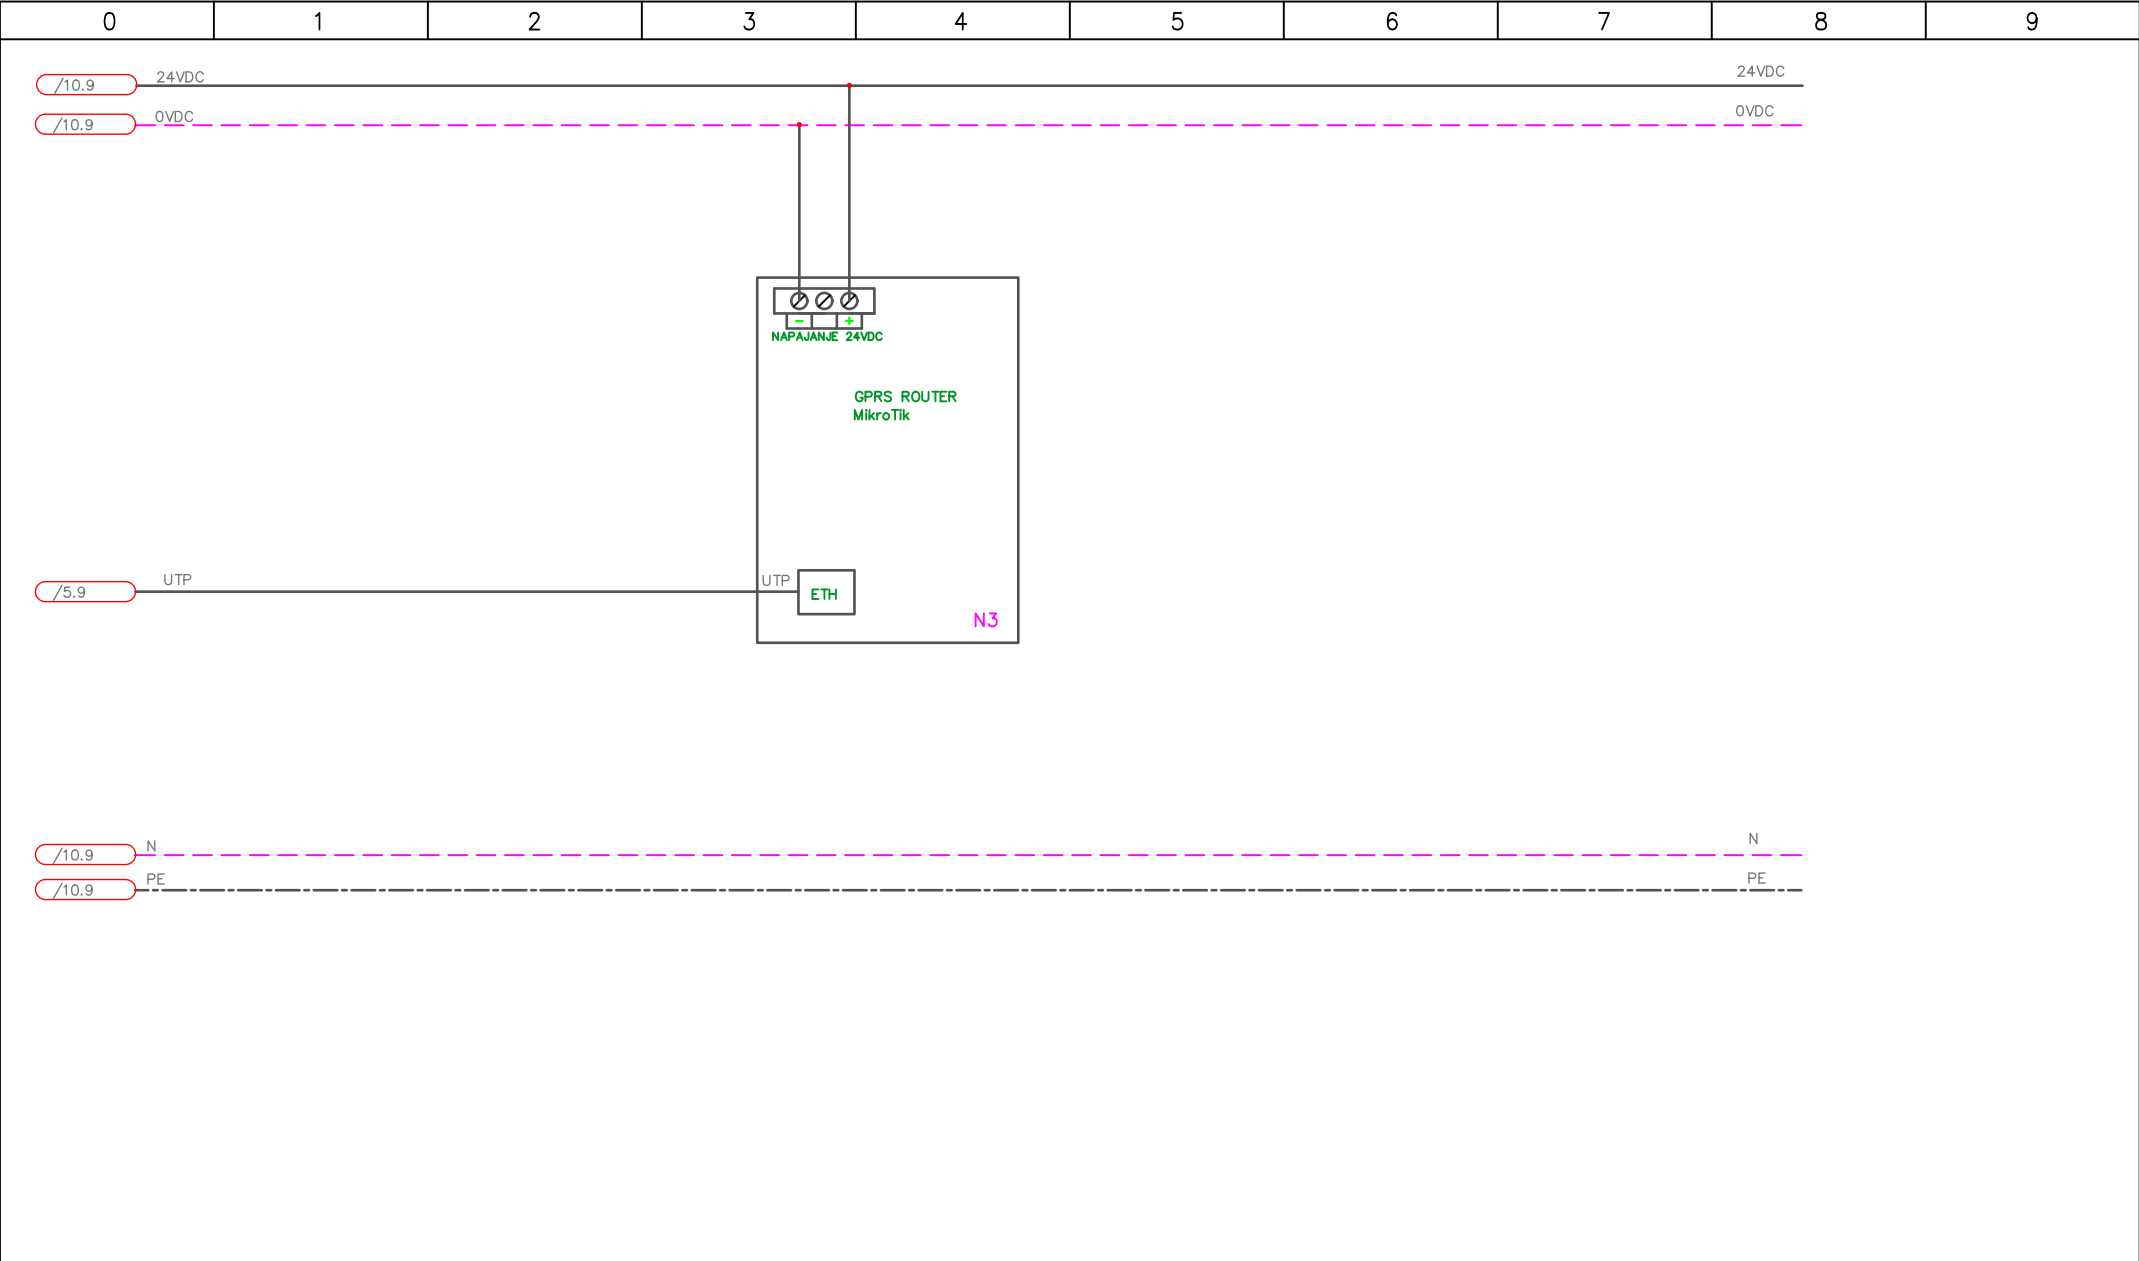 0 1 2 3 4 5 6 7 8 9
/10.9 24VDC 24VDC
/10.9 0VDC 0VDC
- +
NAPAJANJE 24VDC
GPRS ROUTER
MikroTik
/5.9 UTP UTP ETH
N3
/10.9 N N
/10.9 PE PE